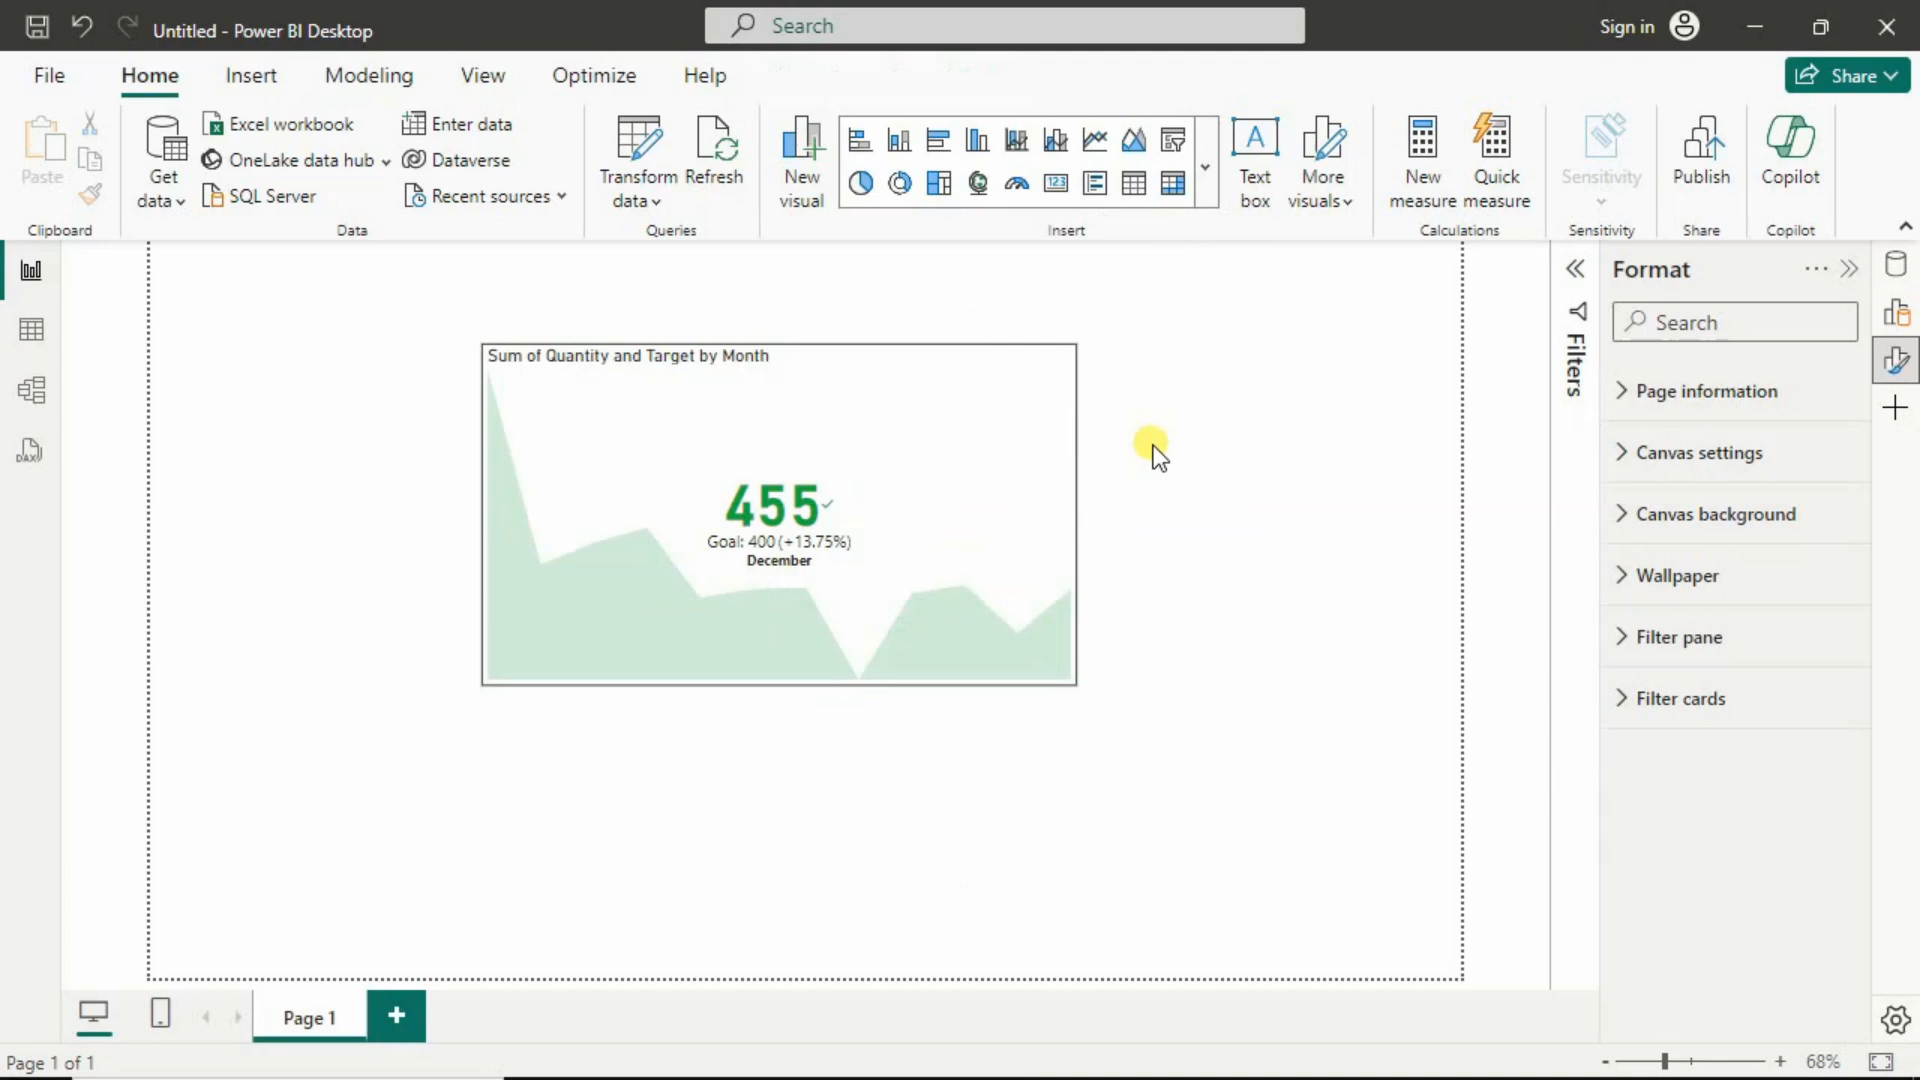 Untitled - Power BI Desktop
Search
Sign in
File Home Insert Modeling View Optimize Help
Share
Paste
Clipboard
Get data
Excel workbook
OneLake data hub
SQL Server
Enter data
Dataverse
Recent sources
Data
Transform data
Refresh
Queries
New visual
123
A
Text box
More visuals
Insert
New measure
Quick measure
Calculations
Sensitivity
Sensitivity
Publish
Share
Copilot
Copilot
DAX
Sum of Quantity and Target by Month
455
Goal: 400 (+13.75%)
December
Filters
Format
Search
Page information
Canvas settings
Canvas background
Wallpaper
Filter pane
Filter cards
Page 1
Page 1 of 1
- + 68%